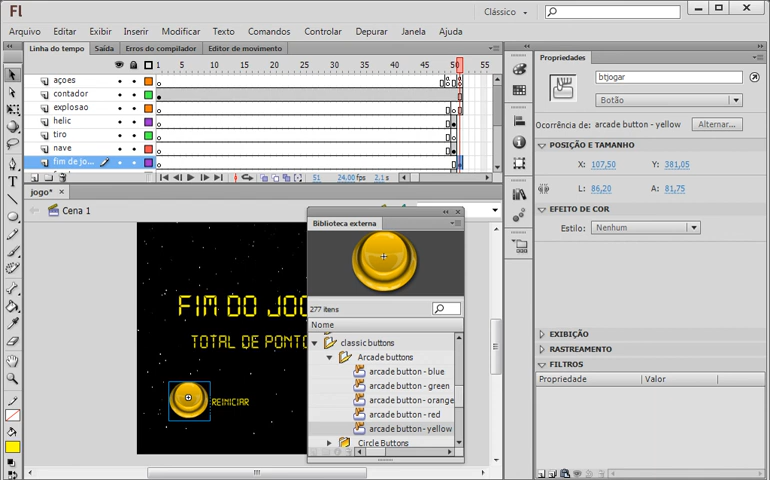 Fl
Clássico
Arquivo Editar Exibir Inserir Modificar Texto Comandos Controlar Depurar Janela Ajuda
Linha do tempo Saída Erros do compilador Editor de movimento
1 5 10 15 20 25 30 35 40 45 50 55
açoes
contador
explosao
helic
tiro
nave
fim de jo...
51 24.00 fps 2.1 s
jogo*
Cena 1
FIM DO JOG
TOTAL DE PONTO
REINICIAR
Biblioteca externa
277 itens
Nome
classic buttons
Arcade buttons
arcade button - blue
arcade button - green
arcade button - orange
arcade button - red
arcade button - yellow
Circle Buttons
Propriedades
btjogar
Botão
Ocorrência de: arcade button - yellow Alternar...
POSIÇÃO E TAMANHO
X: 107,50 Y: 381,05
L: 86,20 A: 81,75
EFEITO DE COR
Estilo: Nenhum
EXIBIÇÃO
RASTREAMENTO
FILTROS
Propriedade Valor